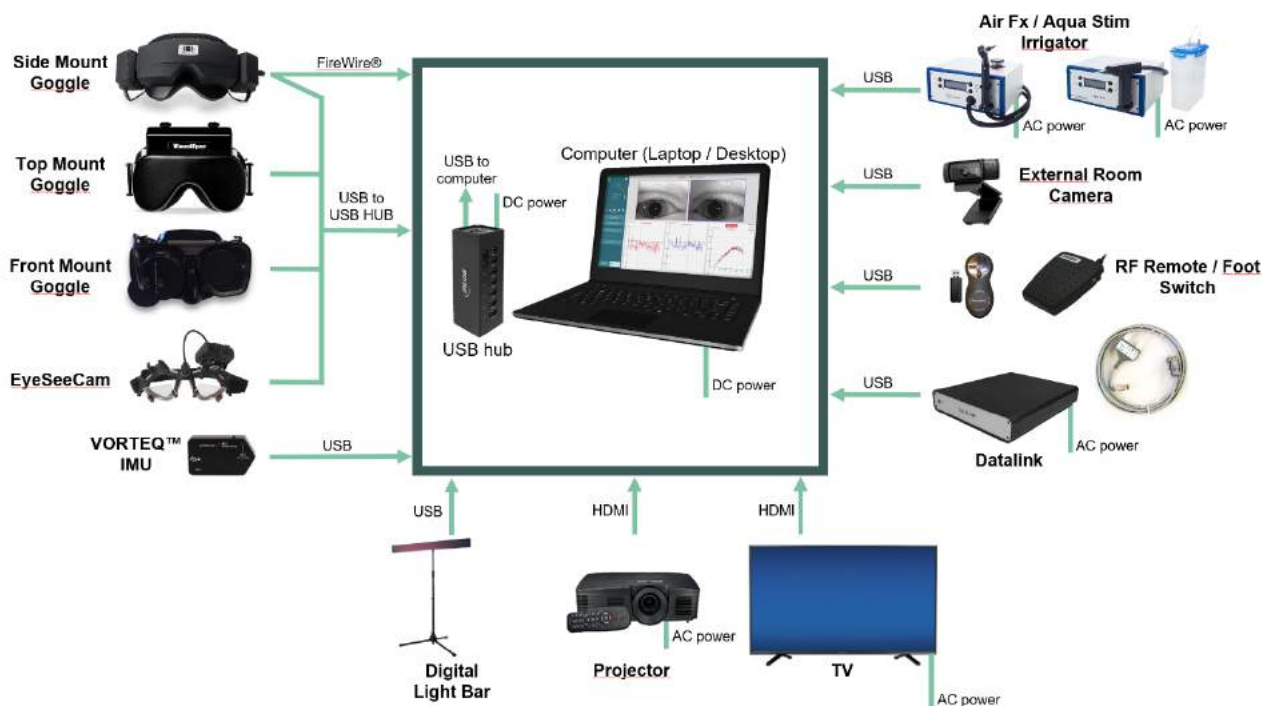 Side Mount
Goggle
FireWire®
Top Mount
Goggle
USB to
USB HUB
Front Mount
Goggle
EyeSeeCam
VORTEQ™
IMU
USB
USB to
computer
DC power
USB hub
Computer (Laptop / Desktop)
DC power
Air Fx / Aqua Stim
Irrigator
USB
AC power
AC power
USB
External Room
Camera
USB
RF Remote / Foot
Switch
USB
Datalink
AC power
USB
Digital
Light Bar
HDMI
Projector
AC power
HDMI
TV
AC power